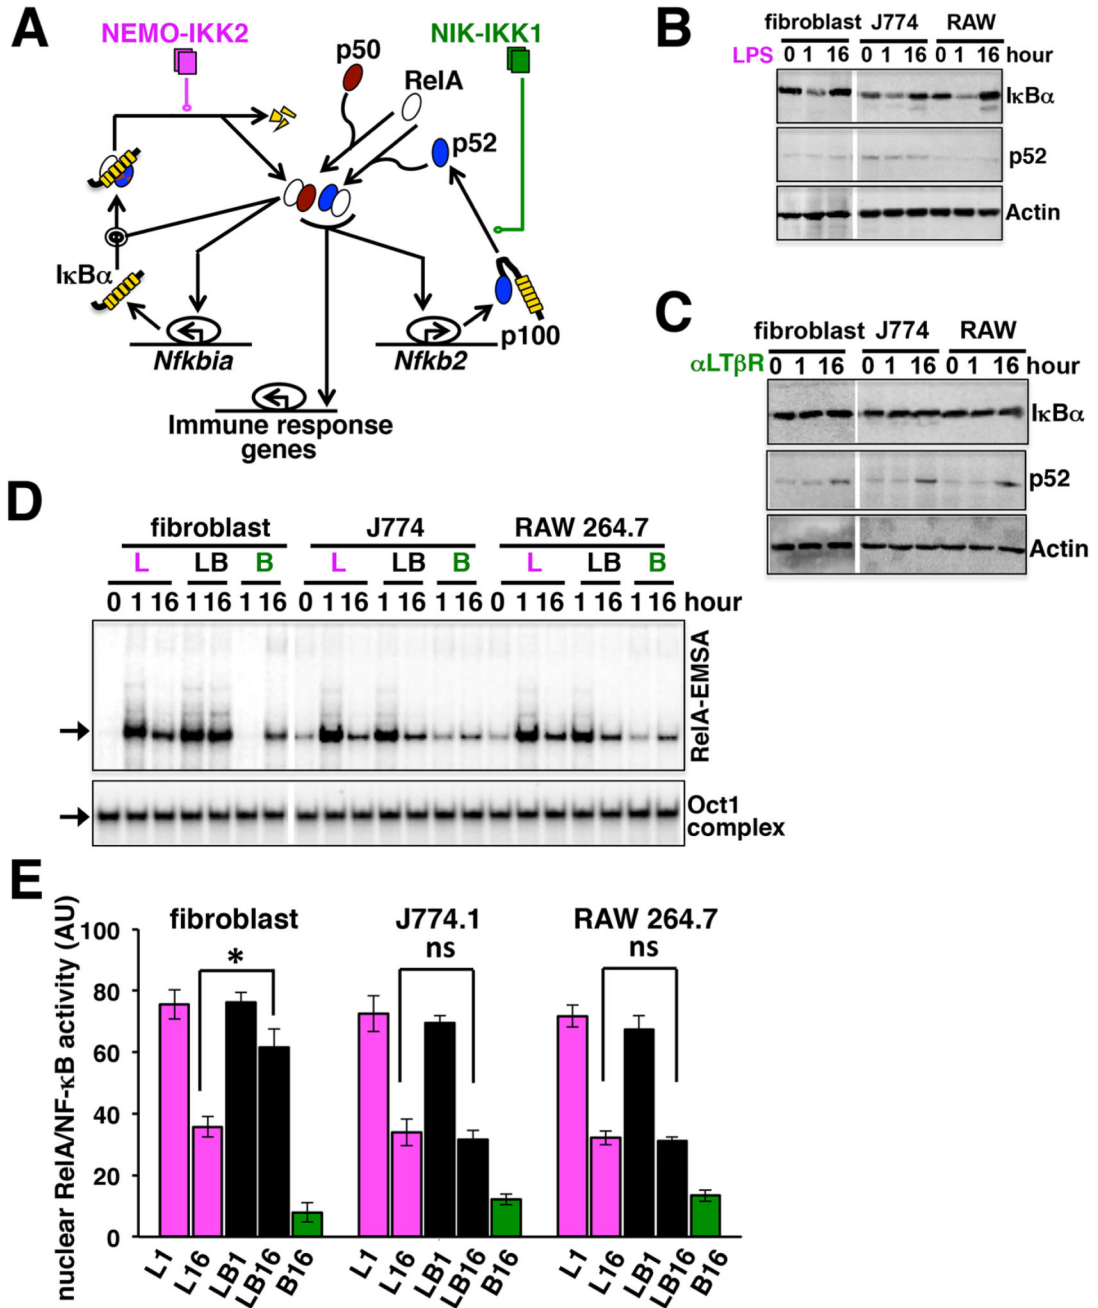 A
NEMO-IKK2
NIK-IKK1
p50
RelA
p52
IκBα
p100
Nfkbia
Nfkb2
Immune response
genes
B
fibroblast J774 RAW
LPS 0 1 16 0 1 16 0 1 16 hour
IκBα
p52
Actin
C
fibroblast J774 RAW
αLTβR 0 1 16 0 1 16 0 1 16 hour
IκBα
p52
Actin
D
fibroblast J774 RAW 264.7
L LB B L LB B L LB B
0 1 16 1 16 1 16 0 1 16 1 16 1 16 0 1 16 1 16 1 16 hour
RelA-EMSA
Oct1
complex
E
nuclear RelA/NF-κB activity (AU)
fibroblast J774.1 RAW 264.7
* ns ns
100
80
60
40
20
0
L1 L16 LB1 LB16 B16 L1 L16 LB1 LB16 B16 L1 L16 LB1 LB16 B16